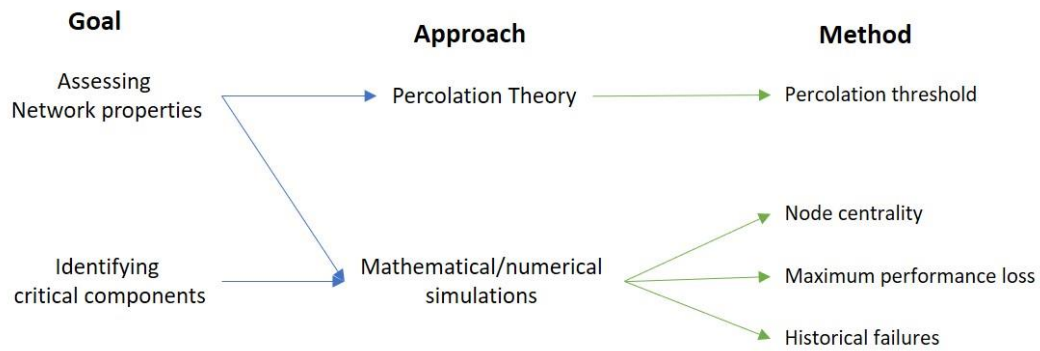 Goal
Approach
Method
Assessing
Network properties
Percolation Theory
Percolation threshold
Node centrality
Identifying
critical components
Mathematical/numerical
simulations
Maximum performance loss
Historical failures